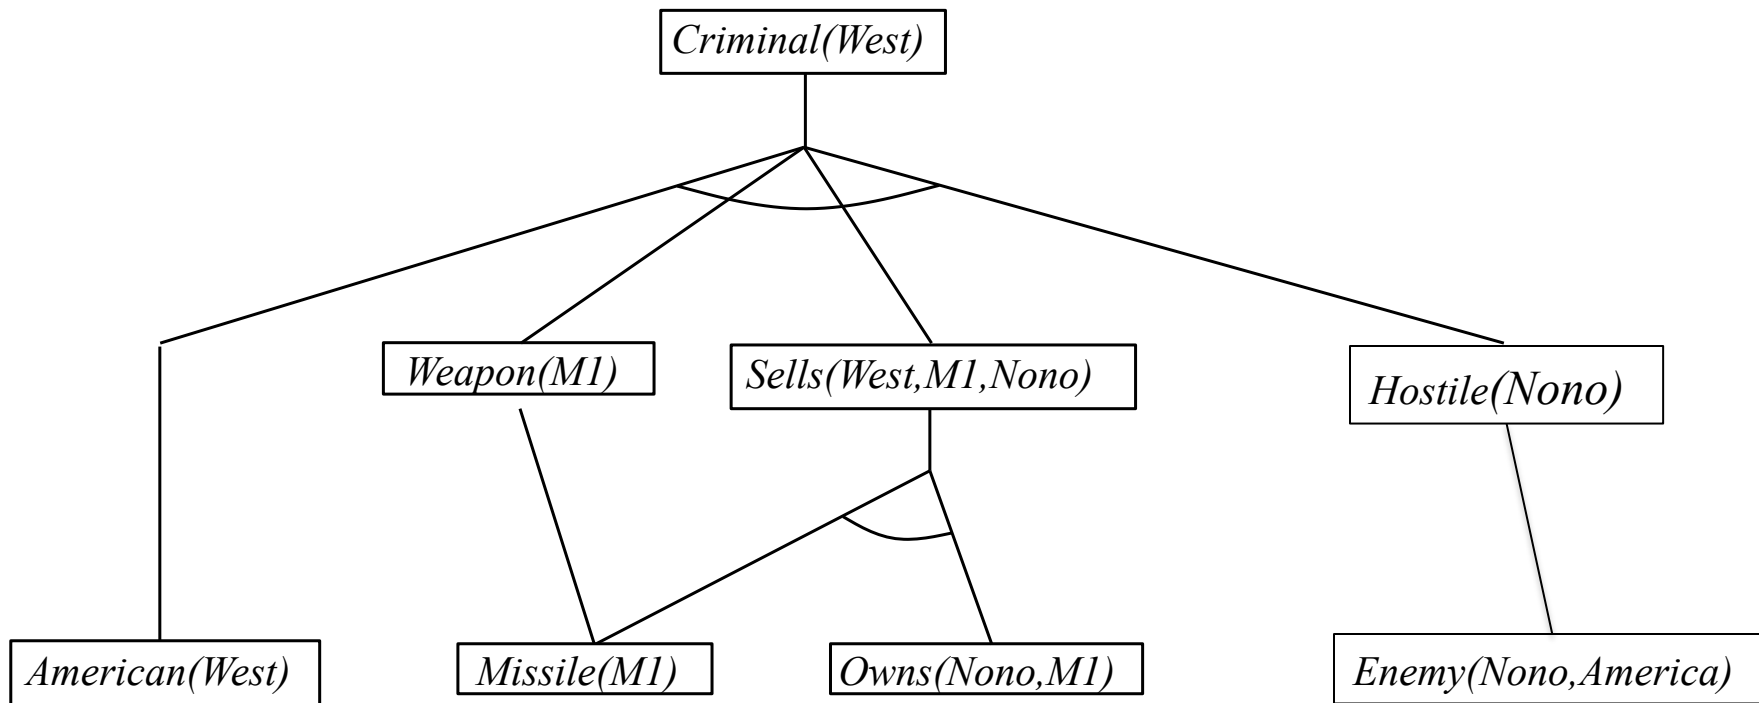 Criminal(West)
Weapon(M1)
Sells(West,M1,Nono)
Hostile(Nono)
American(West)
Missile(M1)
Owns(Nono,M1)
Enemy(Nono,America)